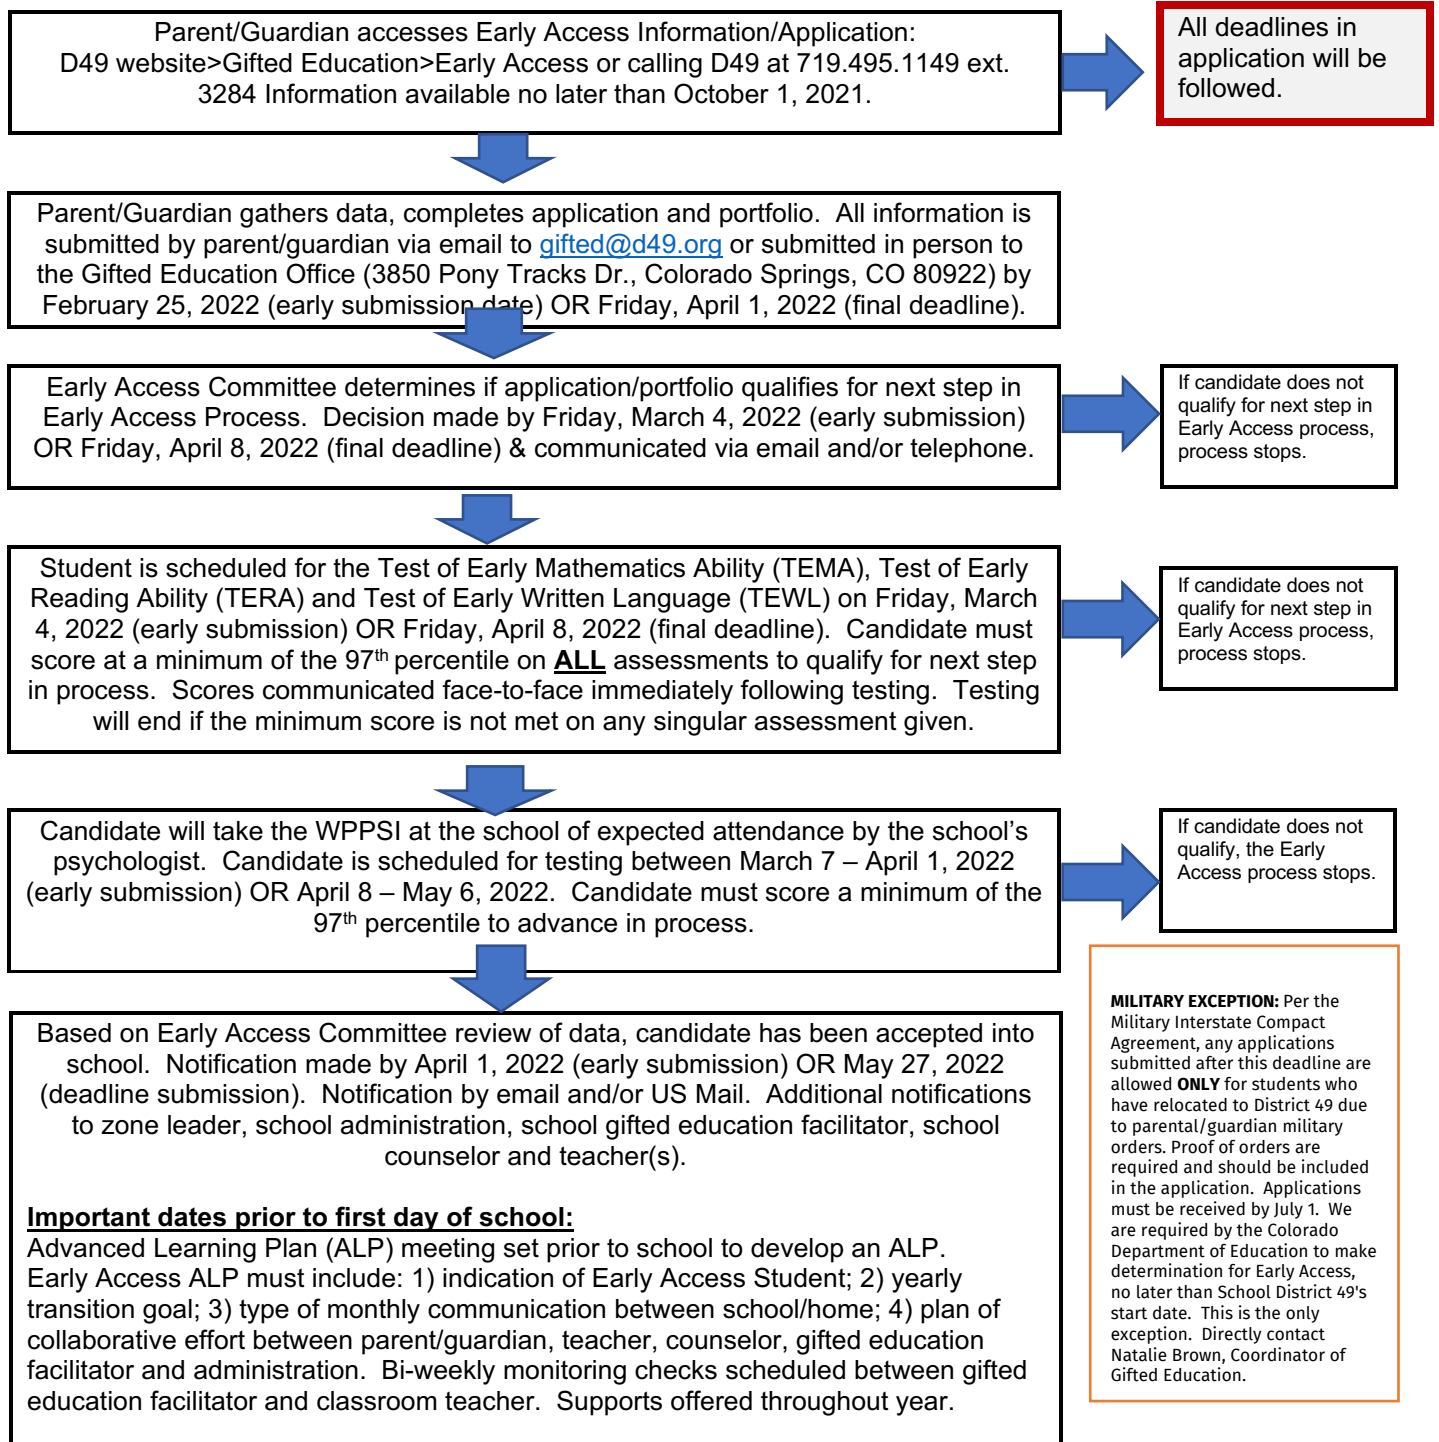 Parent/Guardian accesses Early Access Information/Application:
D49 website>Gifted Education>Early Access or calling D49 at 719.495.1149 ext.
3284 Information available no later than October 1, 2021.
All deadlines in
application will be
followed.
Parent/Guardian gathers data, completes application and portfolio. All information is
submitted by parent/guardian via email to gifted@d49.org or submitted in person to
the Gifted Education Office (3850 Pony Tracks Dr., Colorado Springs, CO 80922) by
February 25, 2022 (early submission date) OR Friday, April 1, 2022 (final deadline).
Early Access Committee determines if application/portfolio qualifies for next step in
Early Access Process. Decision made by Friday, March 4, 2022 (early submission)
OR Friday, April 8, 2022 (final deadline) & communicated via email and/or telephone.
If candidate does not
qualify for next step in
Early Access process,
process stops.
Student is scheduled for the Test of Early Mathematics Ability (TEMA), Test of Early
Reading Ability (TERA) and Test of Early Written Language (TEWL) on Friday, March
4, 2022 (early submission) OR Friday, April 8, 2022 (final deadline). Candidate must
score at a minimum of the 97th percentile on ALL assessments to qualify for next step
in process. Scores communicated face-to-face immediately following testing. Testing
will end if the minimum score is not met on any singular assessment given.
If candidate does not
qualify for next step in
Early Access process,
process stops.
Candidate will take the WPPSI at the school of expected attendance by the school’s
psychologist. Candidate is scheduled for testing between March 7 – April 1, 2022
(early submission) OR April 8 – May 6, 2022. Candidate must score a minimum of the
97th percentile to advance in process.
If candidate does not
qualify, the Early
Access process stops.
Based on Early Access Committee review of data, candidate has been accepted into
school. Notification made by April 1, 2022 (early submission) OR May 27, 2022
(deadline submission). Notification by email and/or US Mail. Additional notifications
to zone leader, school administration, school gifted education facilitator, school
counselor and teacher(s).
Important dates prior to first day of school:
Advanced Learning Plan (ALP) meeting set prior to school to develop an ALP.
Early Access ALP must include: 1) indication of Early Access Student; 2) yearly
transition goal; 3) type of monthly communication between school/home; 4) plan of
collaborative effort between parent/guardian, teacher, counselor, gifted education
facilitator and administration. Bi-weekly monitoring checks scheduled between gifted
education facilitator and classroom teacher. Supports offered throughout year.
MILITARY EXCEPTION: Per the
Military Interstate Compact
Agreement, any applications
submitted after this deadline are
allowed ONLY for students who
have relocated to District 49 due
to parental/guardian military
orders. Proof of orders are
required and should be included
in the application. Applications
must be received by July 1. We
are required by the Colorado
Department of Education to make
determination for Early Access,
no later than School District 49's
start date. This is the only
exception. Directly contact
Natalie Brown, Coordinator of
Gifted Education.